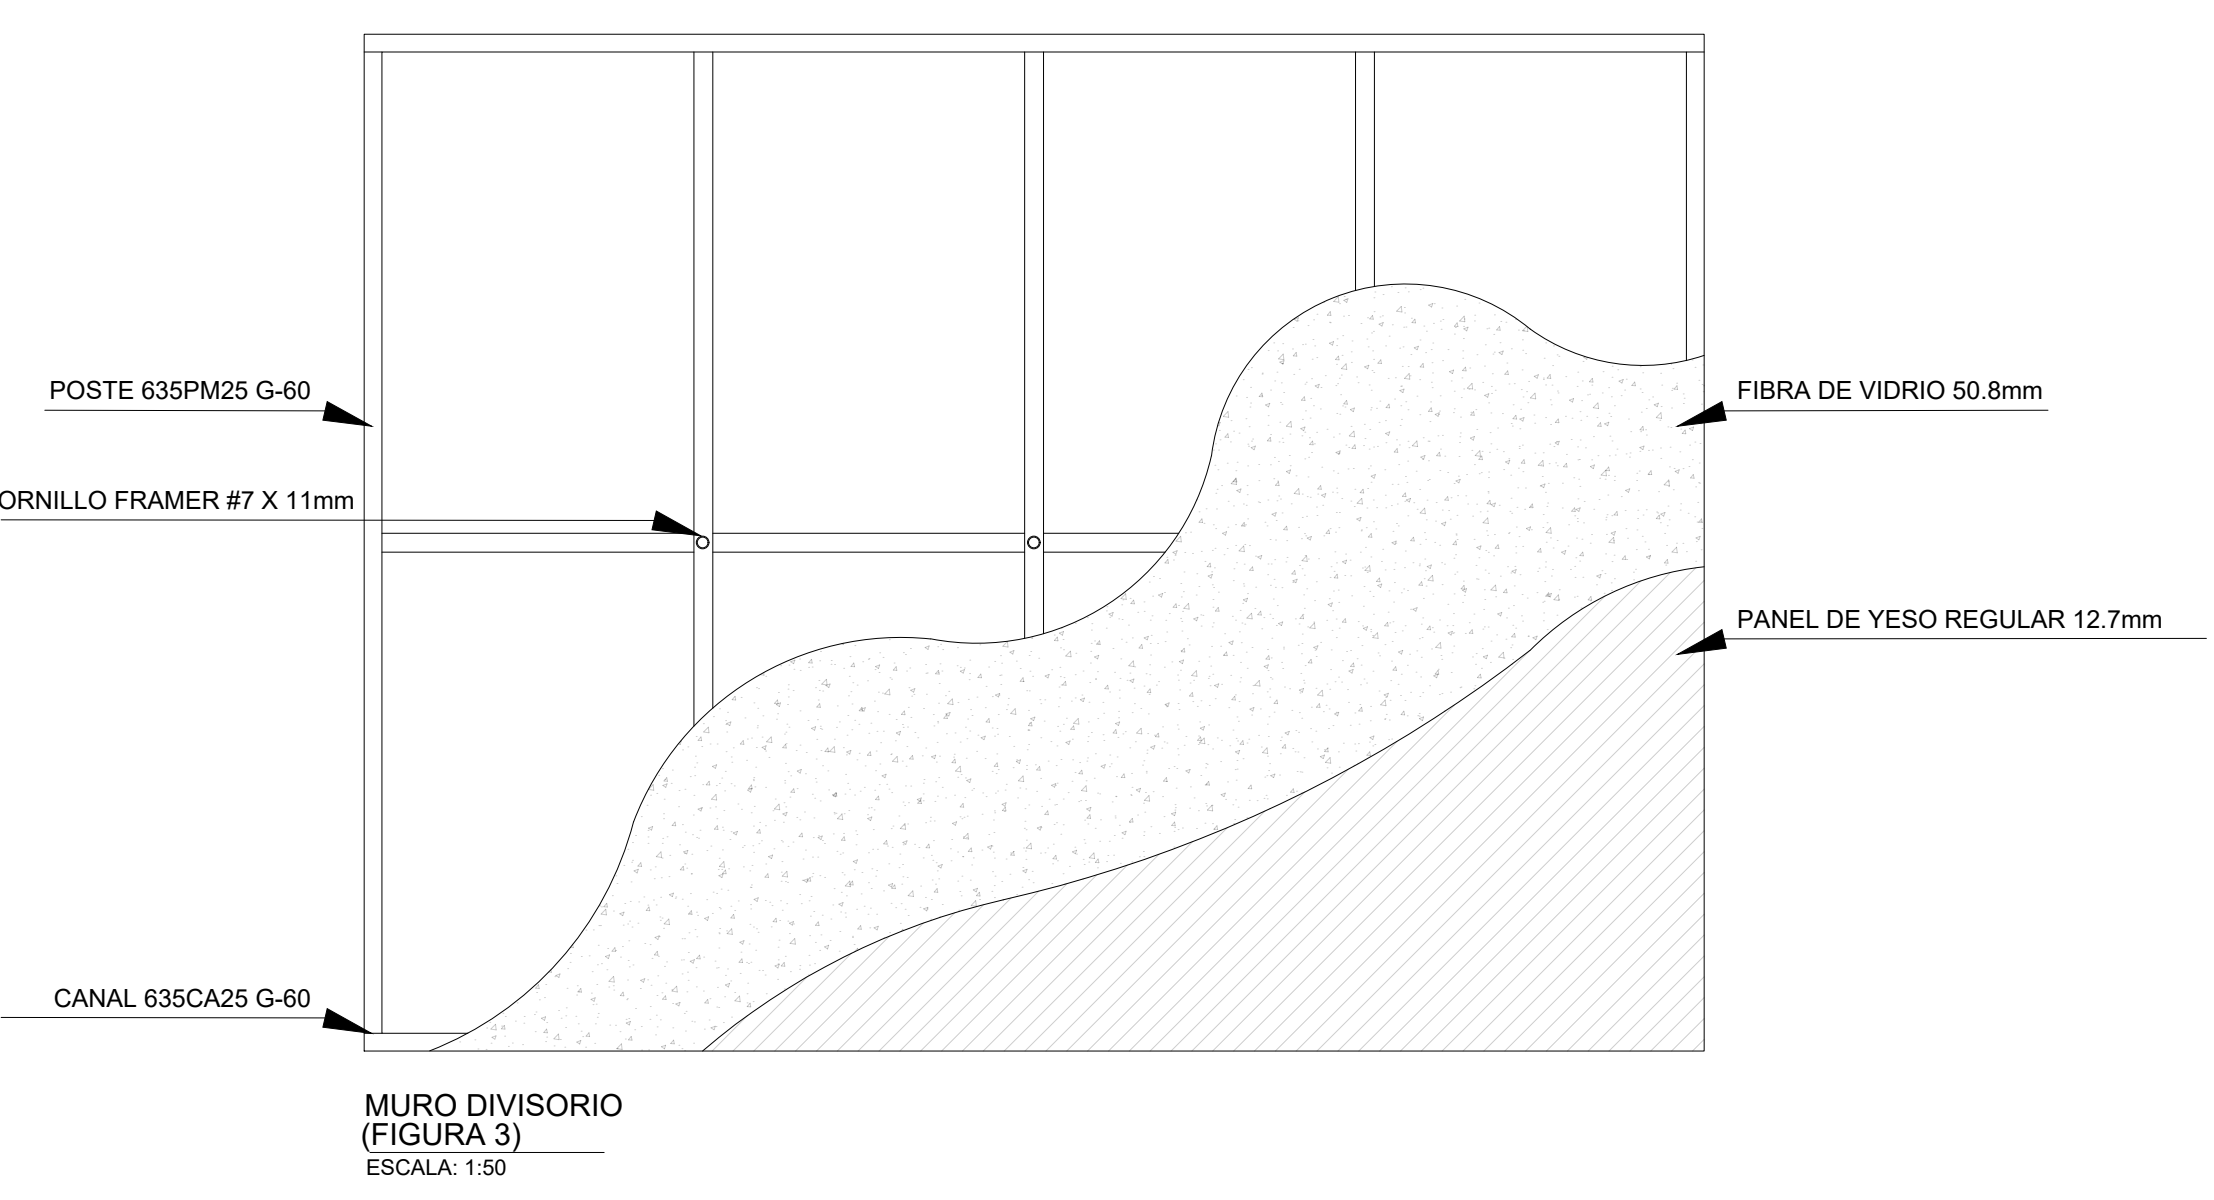 POSTE 635PM25 G-60
FIBRA DE VIDRIO 50.8mm
ORNILLO FRAMER #7 X 11mm
PANEL DE YESO REGULAR 12.7mm
CANAL 635CA25 G-60
MURO DIVISORIO
(FIGURA 3)
ESCALA: 1:50